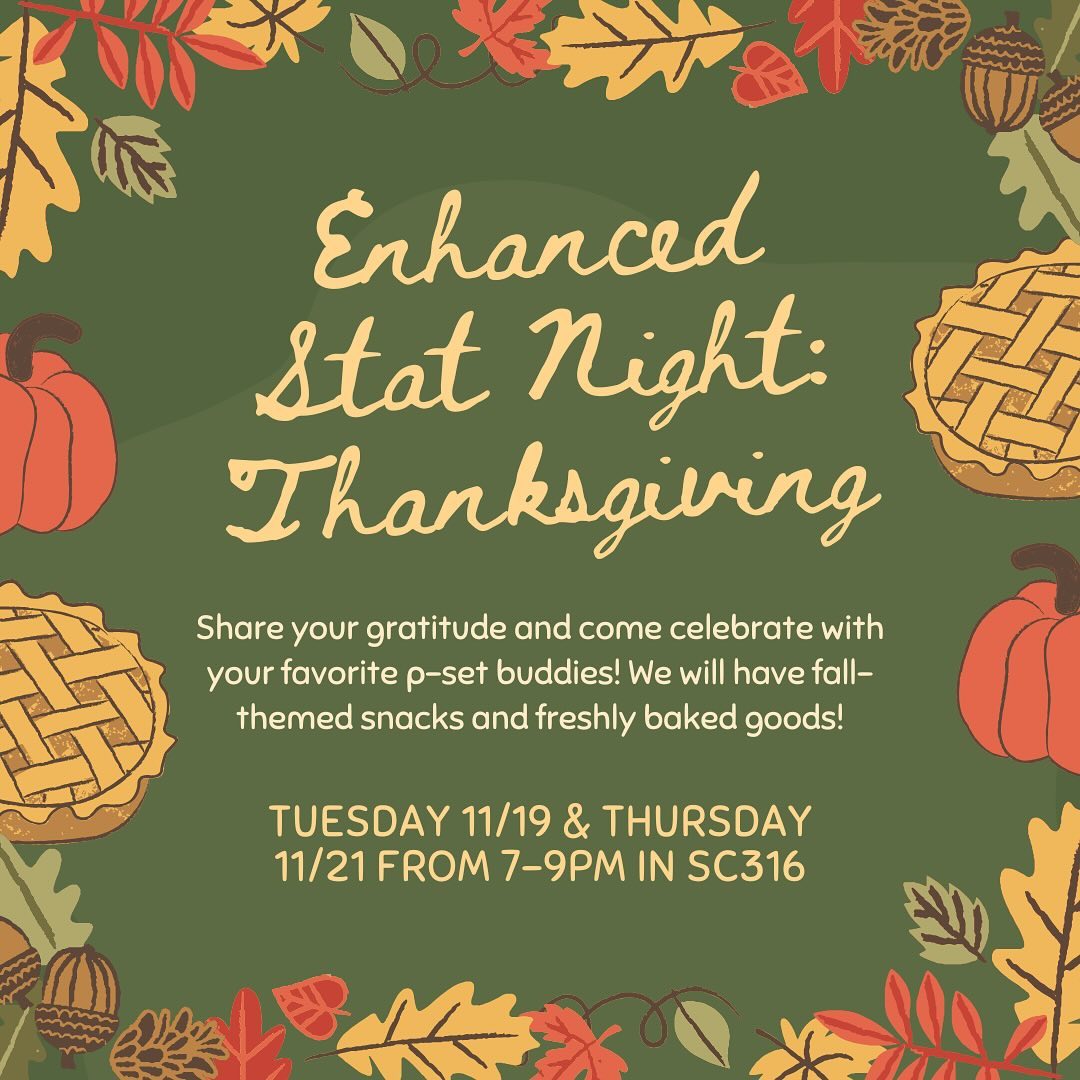 Enhanced
Stat Night:
Thanksgiving
Share your gratitude and come celebrate with
your favorite p-set buddies! We will have fall-
themed snacks and freshly baked goods!
TUESDAY 11/19 & THURSDAY
11/21 FROM 7-9PM IN SC316